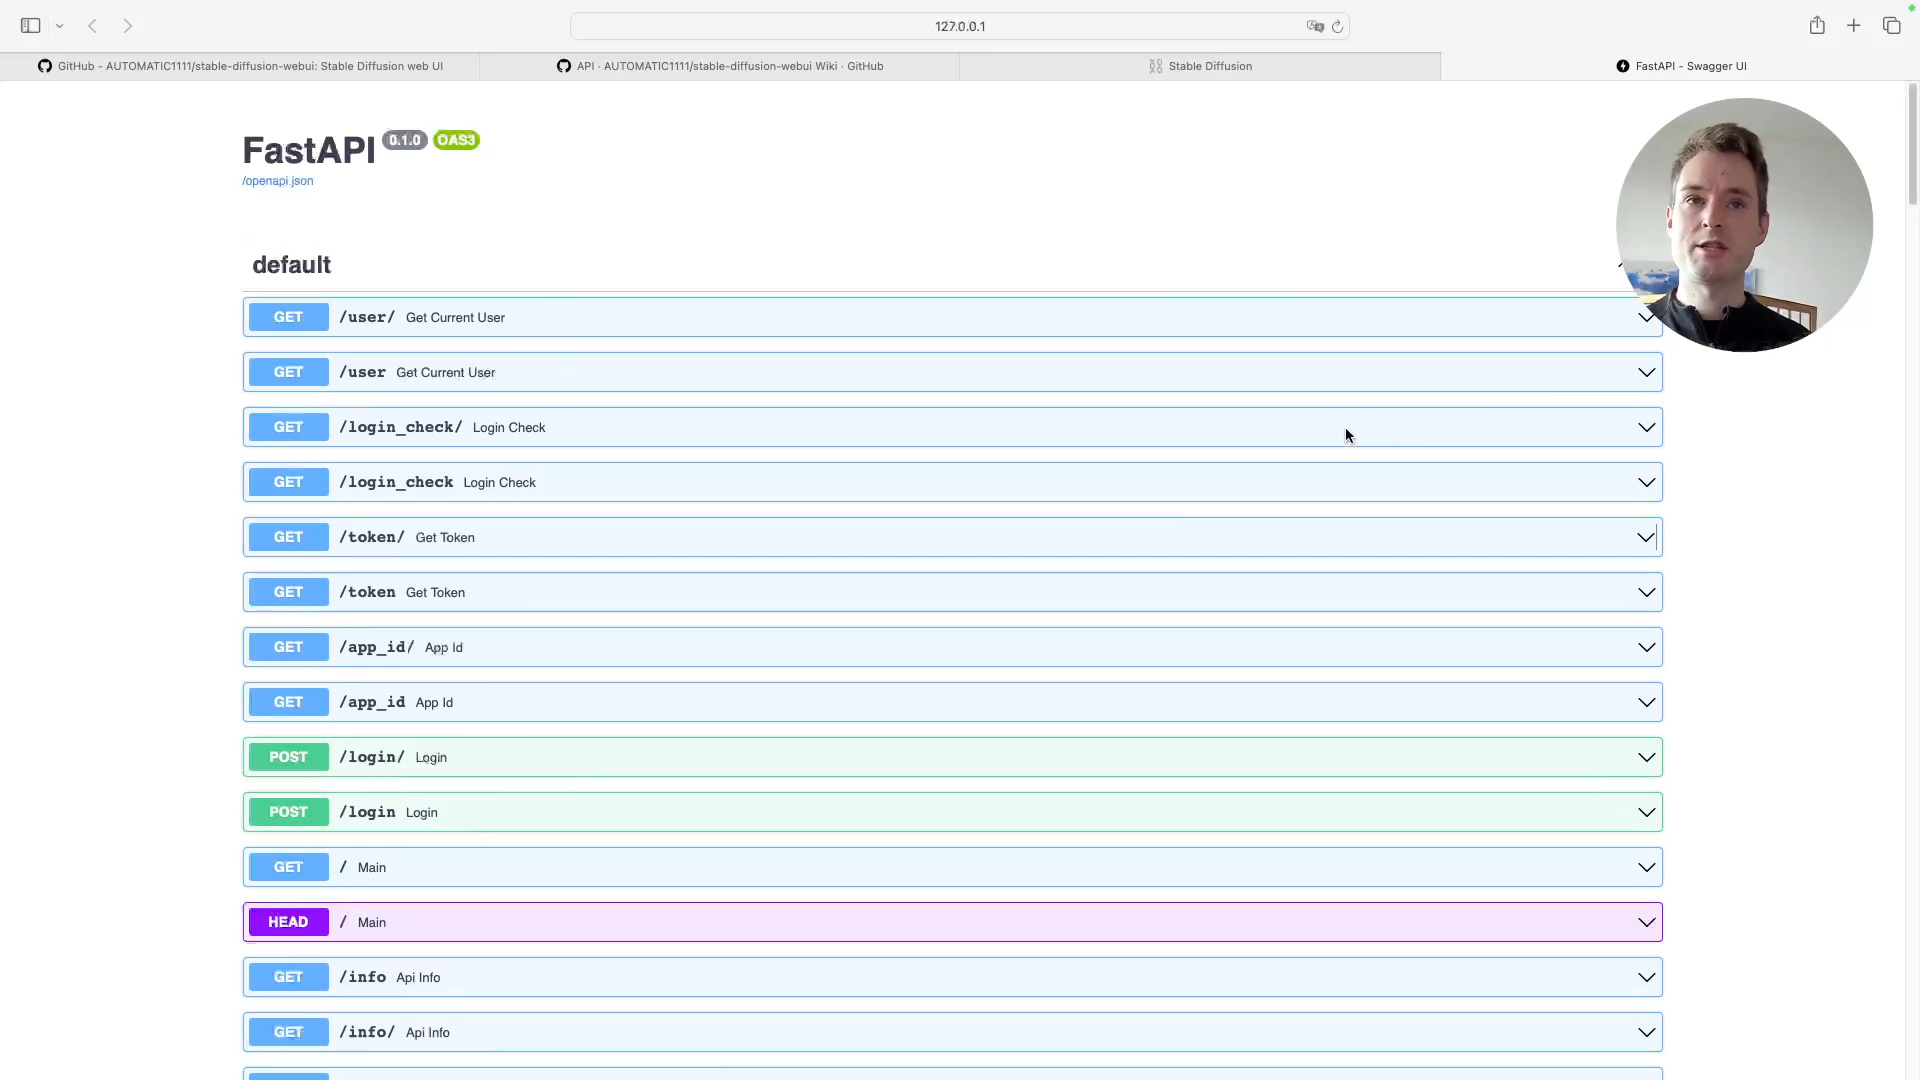 127.0.0.1
GitHub - AUTOMATIC1111/stable-diffusion-webui: Stable Diffusion web UI
API · AUTOMATIC1111/stable-diffusion-webui Wiki · GitHub
Stable Diffusion
FastAPI - Swagger UI
FastAPI 0.1.0 OAS3
/openapi.json
default
GET /user/ Get Current User
GET /user Get Current User
GET /login_check/ Login Check
GET /login_check Login Check
GET /token/ Get Token
GET /token Get Token
GET /app_id/ App Id
GET /app_id App Id
POST /login/ Login
POST /login Login
GET / Main
HEAD / Main
GET /info Api Info
GET /info/ Api Info